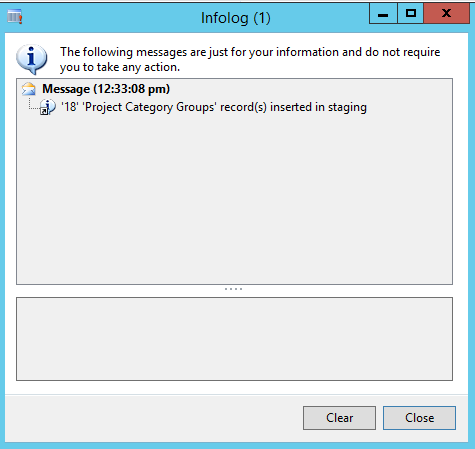 Infolog (1)
The following messages are just for your information and do not require
you to take any action.
Message (12:33:08 pm)
'18' 'Project Category Groups' record(s) inserted in staging
Clear
Close